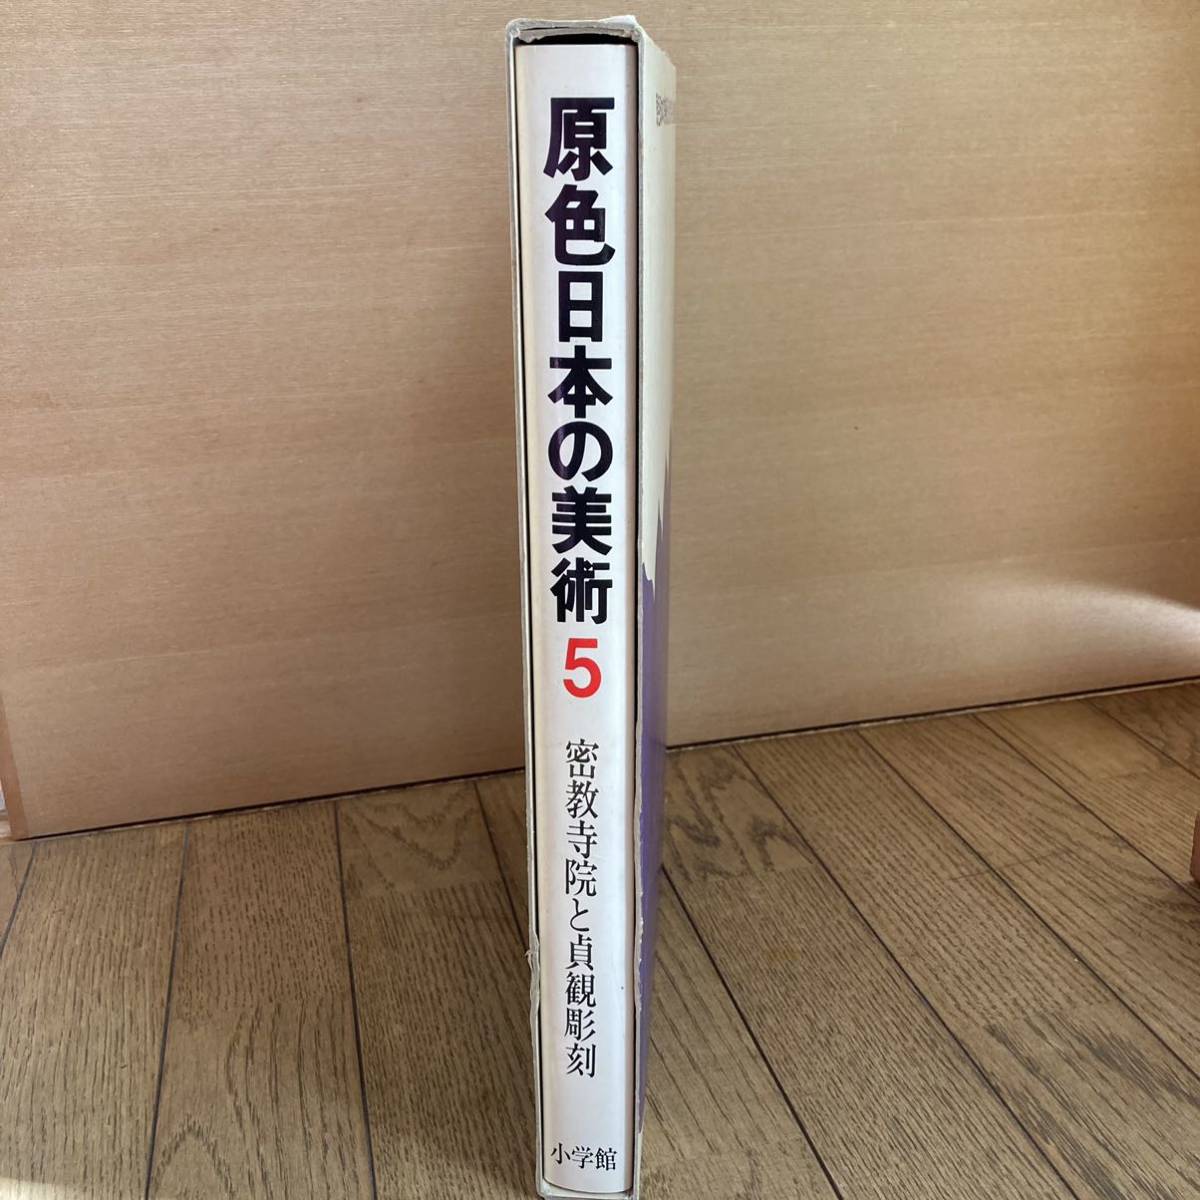 原色日本の美術
5
密教寺院と貞観彫刻
小学館